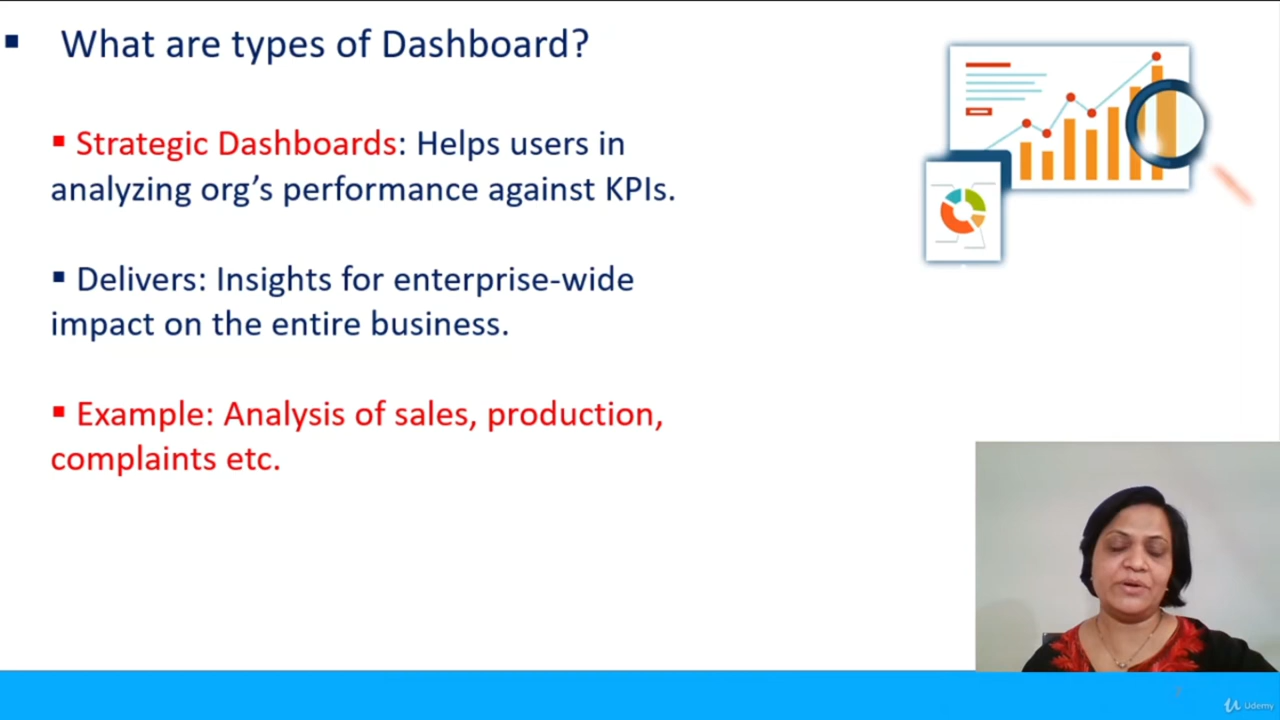 ▪ What are types of Dashboard?
▪ Strategic Dashboards: Helps users in
analyzing org’s performance against KPIs.
▪ Delivers: Insights for enterprise-wide
impact on the entire business.
▪ Example: Analysis of sales, production,
complaints etc.
Udemy